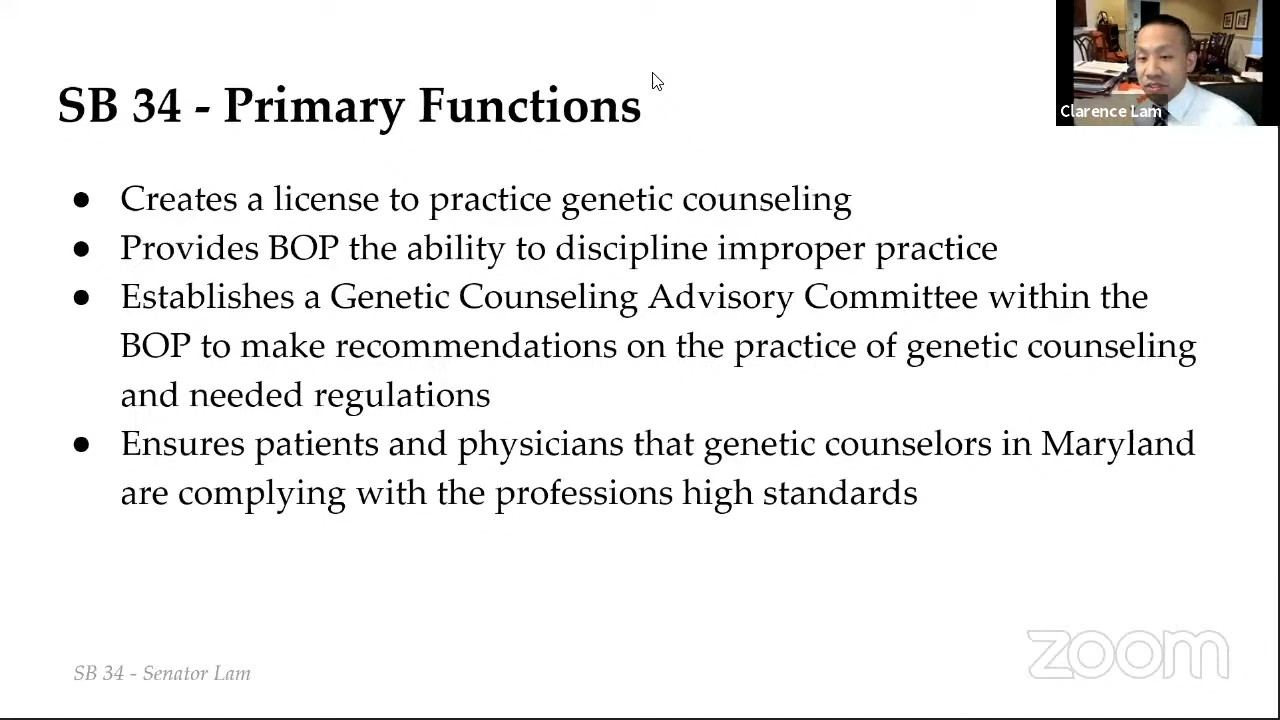 SB 34 - Primary Functions
Clarence Lam
● Creates a license to practice genetic counseling
● Provides BOP the ability to discipline improper practice
● Establishes a Genetic Counseling Advisory Committee within the
BOP to make recommendations on the practice of genetic counseling
and needed regulations
● Ensures patients and physicians that genetic counselors in Maryland
are complying with the professions high standards
SB 34 - Senator Lam
zoom